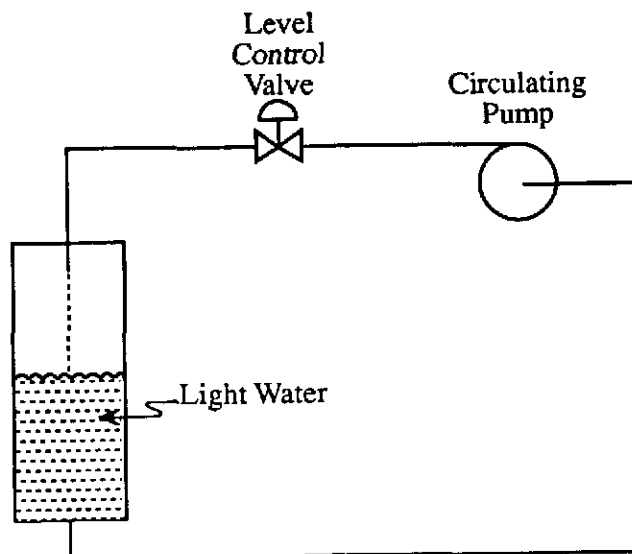 Level
Control
Valve
Circulating
Pump
Light Water